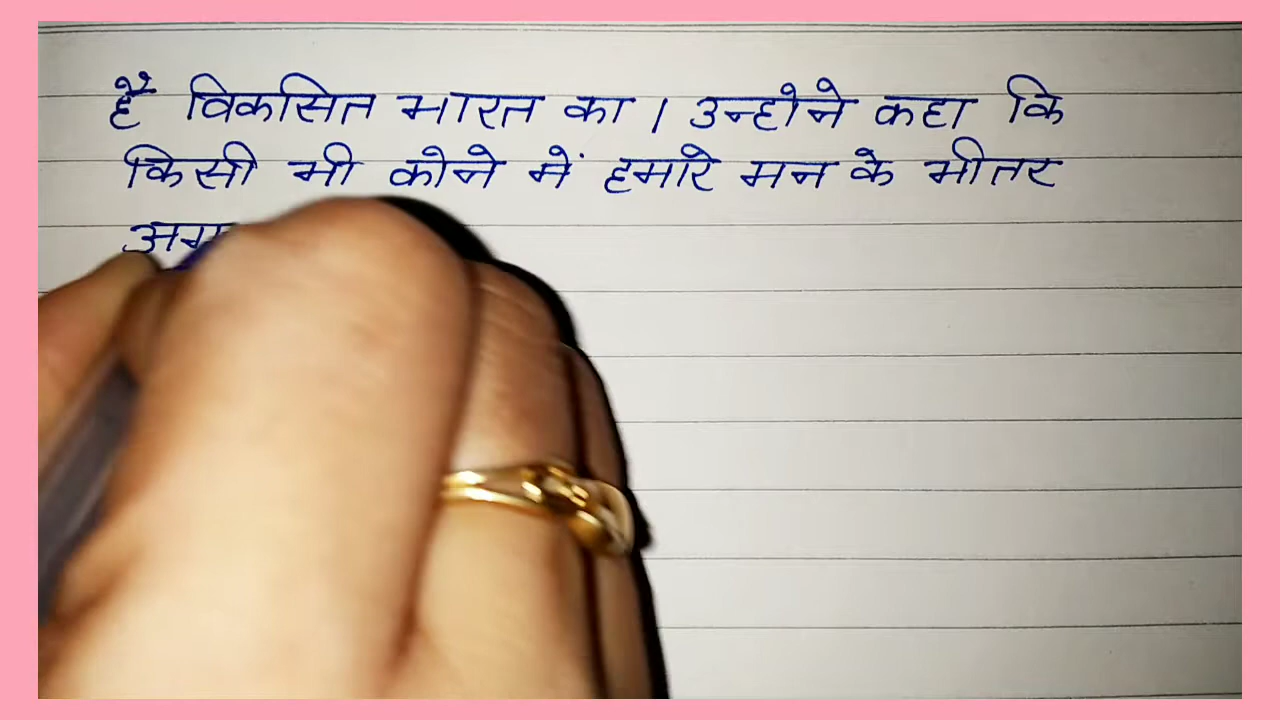 है विकसित भारत का। उन्होने कहा कि
किसी भी कोने में हमारे मन के भीतर